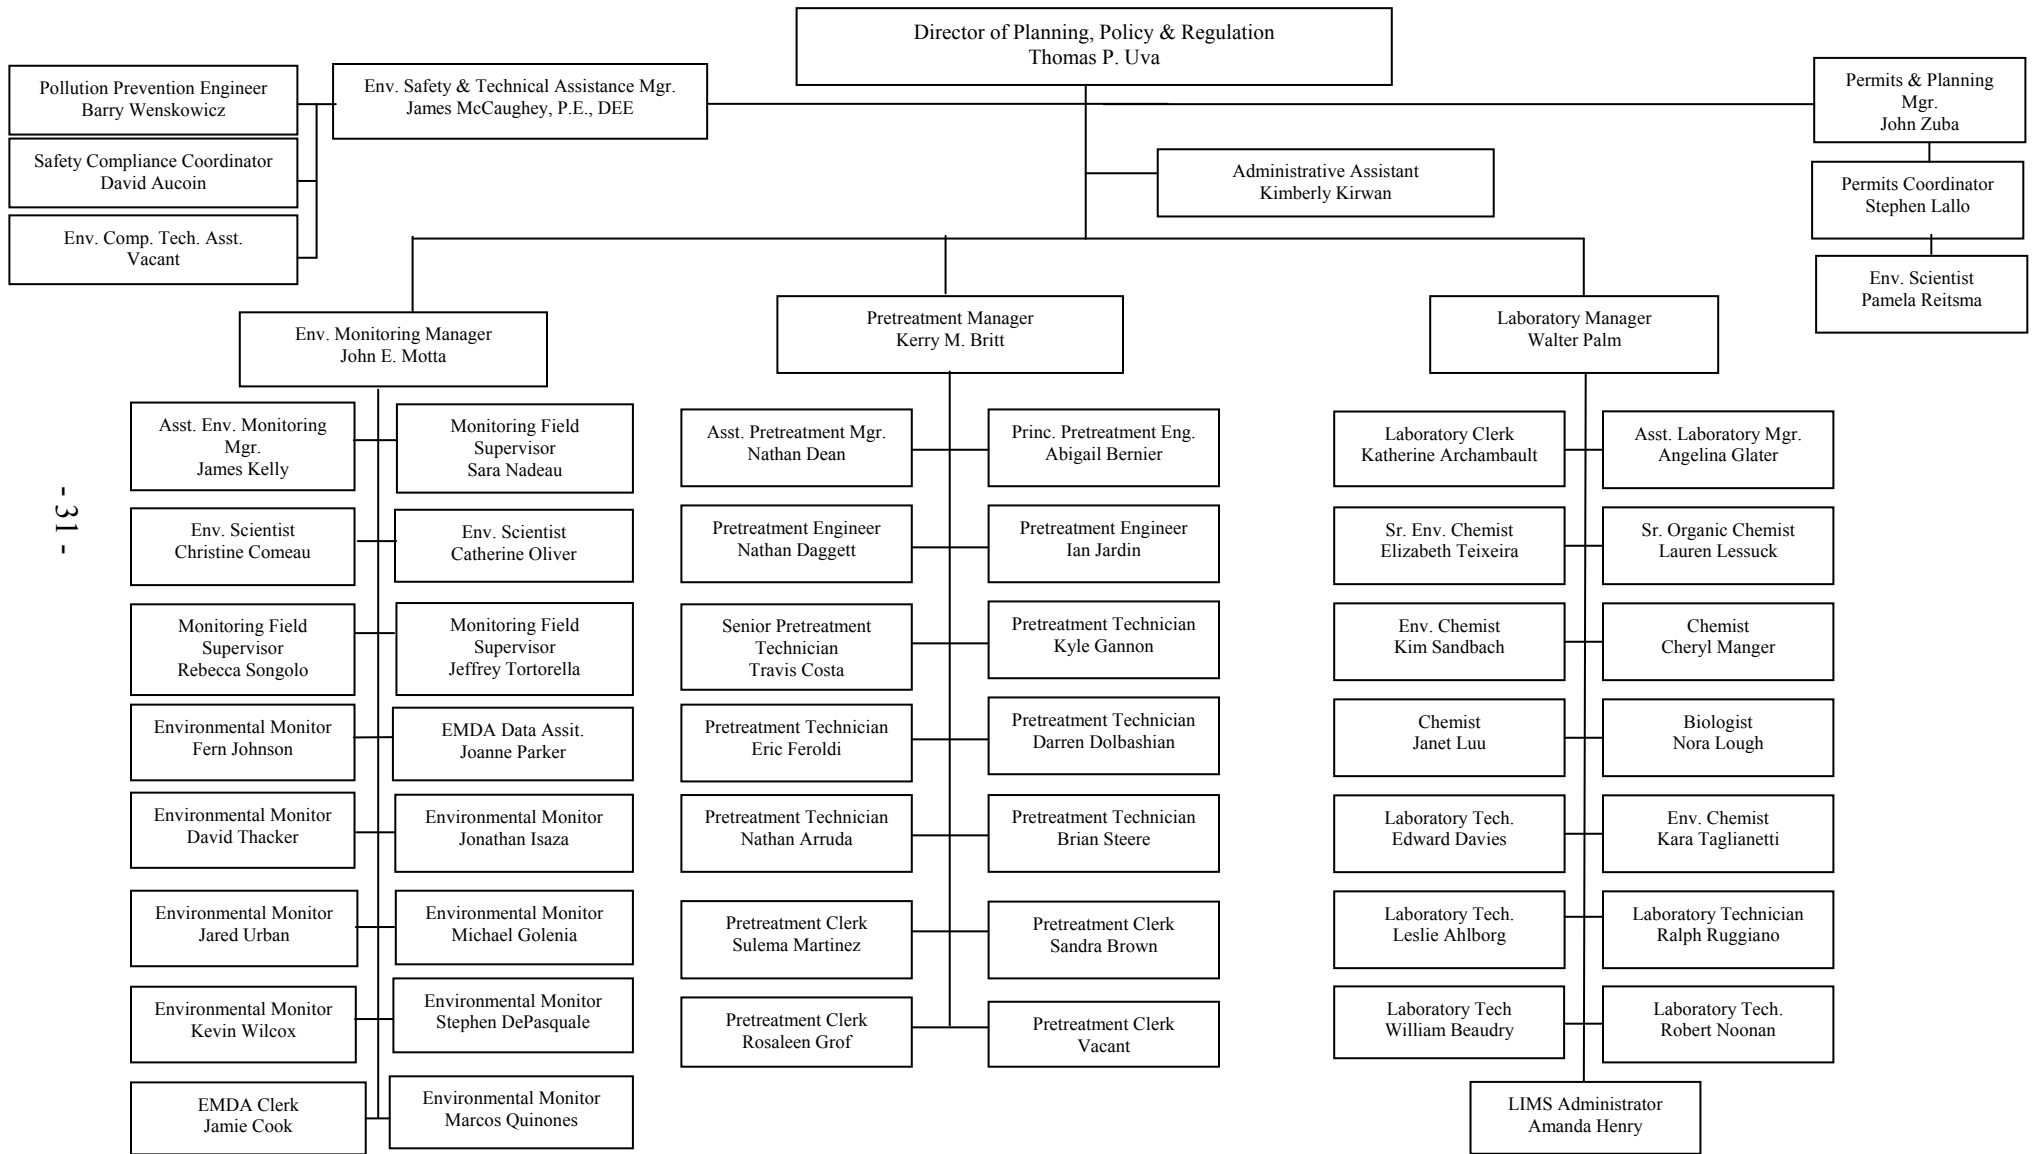 Director of Planning, Policy & Regulation
Thomas P. Uva
Pollution Prevention Engineer
Barry Wenskowicz
Env. Safety & Technical Assistance Mgr.
James McCaughey, P.E., DEE
Permits & Planning
Mgr.
John Zuba
Safety Compliance Coordinator
David Aucoin
Administrative Assistant
Kimberly Kirwan
Permits Coordinator
Stephen Lallo
Env. Comp. Tech. Asst.
Vacant
Env. Scientist
Pamela Reitsma
Env. Monitoring Manager
John E. Motta
Pretreatment Manager
Kerry M. Britt
Laboratory Manager
Walter Palm
Asst. Env. Monitoring
Mgr.
James Kelly
Monitoring Field
Supervisor
Sara Nadeau
Env. Scientist
Christine Comeau
Env. Scientist
Catherine Oliver
Monitoring Field
Supervisor
Rebecca Songolo
Monitoring Field
Supervisor
Jeffrey Tortorella
Environmental Monitor
Fern Johnson
EMDA Data Assit.
Joanne Parker
Environmental Monitor
David Thacker
Environmental Monitor
Jonathan Isaza
Environmental Monitor
Jared Urban
Environmental Monitor
Michael Golenia
Environmental Monitor
Kevin Wilcox
Environmental Monitor
Stephen DePasquale
EMDA Clerk
Jamie Cook
Environmental Monitor
Marcos Quinones
Asst. Pretreatment Mgr.
Nathan Dean
Princ. Pretreatment Eng.
Abigail Bernier
Pretreatment Engineer
Nathan Daggett
Pretreatment Engineer
Ian Jardin
Senior Pretreatment
Technician
Travis Costa
Pretreatment Technician
Kyle Gannon
Pretreatment Technician
Eric Feroldi
Pretreatment Technician
Darren Dolbashian
Pretreatment Technician
Nathan Arruda
Pretreatment Technician
Brian Steere
Pretreatment Clerk
Sulema Martinez
Pretreatment Clerk
Sandra Brown
Pretreatment Clerk
Rosaleen Grof
Pretreatment Clerk
Vacant
Laboratory Clerk
Katherine Archambault
Asst. Laboratory Mgr.
Angelina Glater
Sr. Env. Chemist
Elizabeth Teixeira
Sr. Organic Chemist
Lauren Lessuck
Env. Chemist
Kim Sandbach
Chemist
Cheryl Manger
Chemist
Janet Luu
Biologist
Nora Lough
Laboratory Tech.
Edward Davies
Env. Chemist
Kara Taglianetti
Laboratory Tech.
Leslie Ahlborg
Laboratory Technician
Ralph Ruggiano
Laboratory Tech
William Beaudry
Laboratory Tech.
Robert Noonan
LIMS Administrator
Amanda Henry
- 31 -